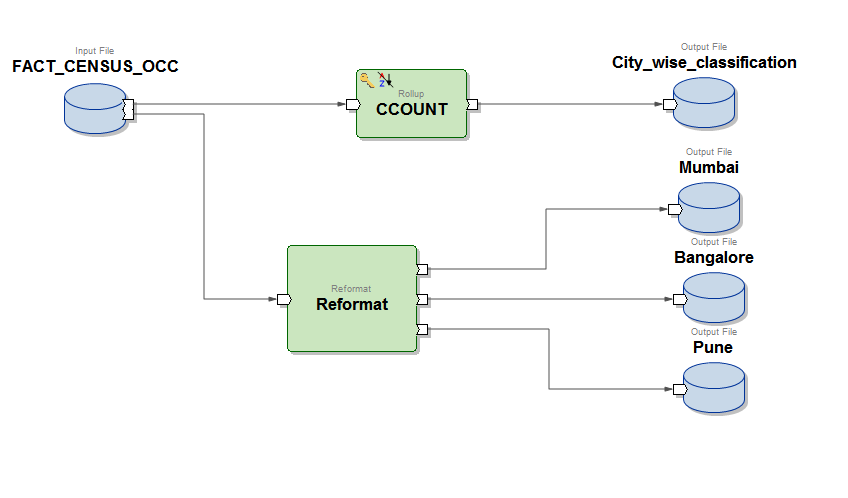 Input File
FACT_CENSUS_OCC
Rollup
CCOUNT
Output File
City_wise_classification
Output File
Mumbai
Output File
Bangalore
Reformat
Reformat
Output File
Pune